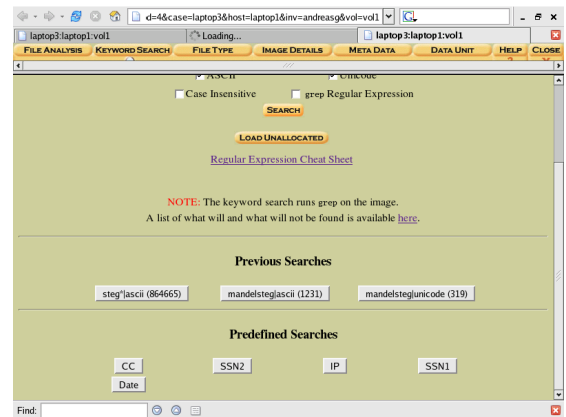 d=4&case=laptop3&host=laptop1&inv=andreasg&vol=vol1
laptop3:laptop1:vol1 Loading... laptop3:laptop1:vol1
FILE ANALYSIS KEYWORD SEARCH FILE TYPE IMAGE DETAILS META DATA DATA UNIT HELP CLOSE
ASCII Unicode
Case Insensitive grep Regular Expression
SEARCH
LOAD UNALLOCATED
Regular Expression Cheat Sheet
NOTE: The keyword search runs grep on the image.
A list of what will and what will not be found is available here.
Previous Searches
steg*|ascii (864665) mandelsteg|ascii (1231) mandelsteg|unicode (319)
Predefined Searches
CC SSN2 IP SSN1
Date
Find: